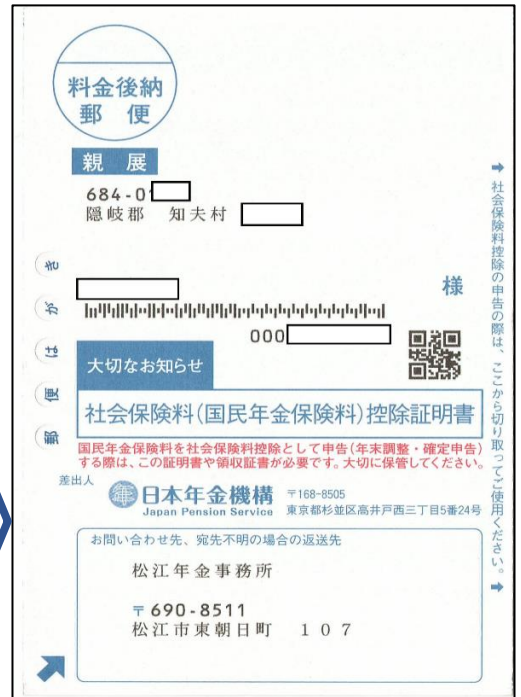 料金後納
郵 便
親 展
684-0
隠岐郡 知夫村
様
000
大切なお知らせ
社会保険料(国民年金保険料)控除証明書
国民年金保険料を社会保険料控除として申告(年末調整・確定申告)
する際は、この証明書や領収証書が必要です。大切に保管してください。
差出人
日本年金機構 〒168-8505
Japan Pension Service 東京都杉並区高井戸西三丁目5番24号
お問い合わせ先、宛先不明の場合の返送先
松江年金事務所
〒690-8511
松江市東朝日町 107
郵便はがき
➡社会保険料控除の申告の際は、ここから切り取ってご使用ください。➡